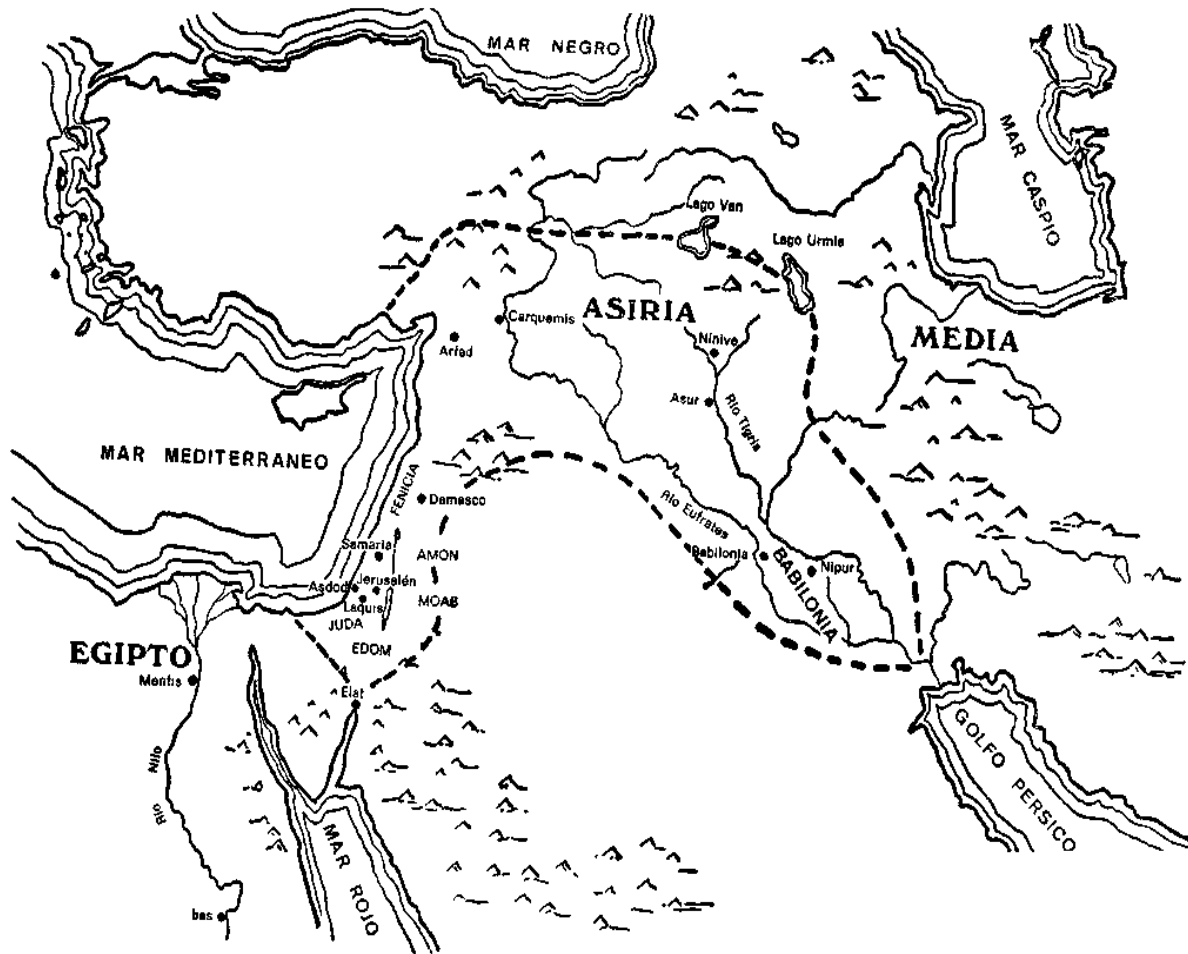 MAR NEGRO
MAR CASPIO
Lago Van
Lago Urmia
ASIRIA
MEDIA
Carquemis
Arfad
Nínive
Asur
Río Tigris
MAR MEDITERRANEO
FENICIA
Damasco
Río Eufrates
Samaria
AMON
Babilonia
BABILONIA
Nipur
Asdod
Jerusalén
Laquis
MOAB
JUDA
EDOM
EGIPTO
Menfis
Elat
Río Nilo
GOLFO PERSICO
MAR ROJO
bas